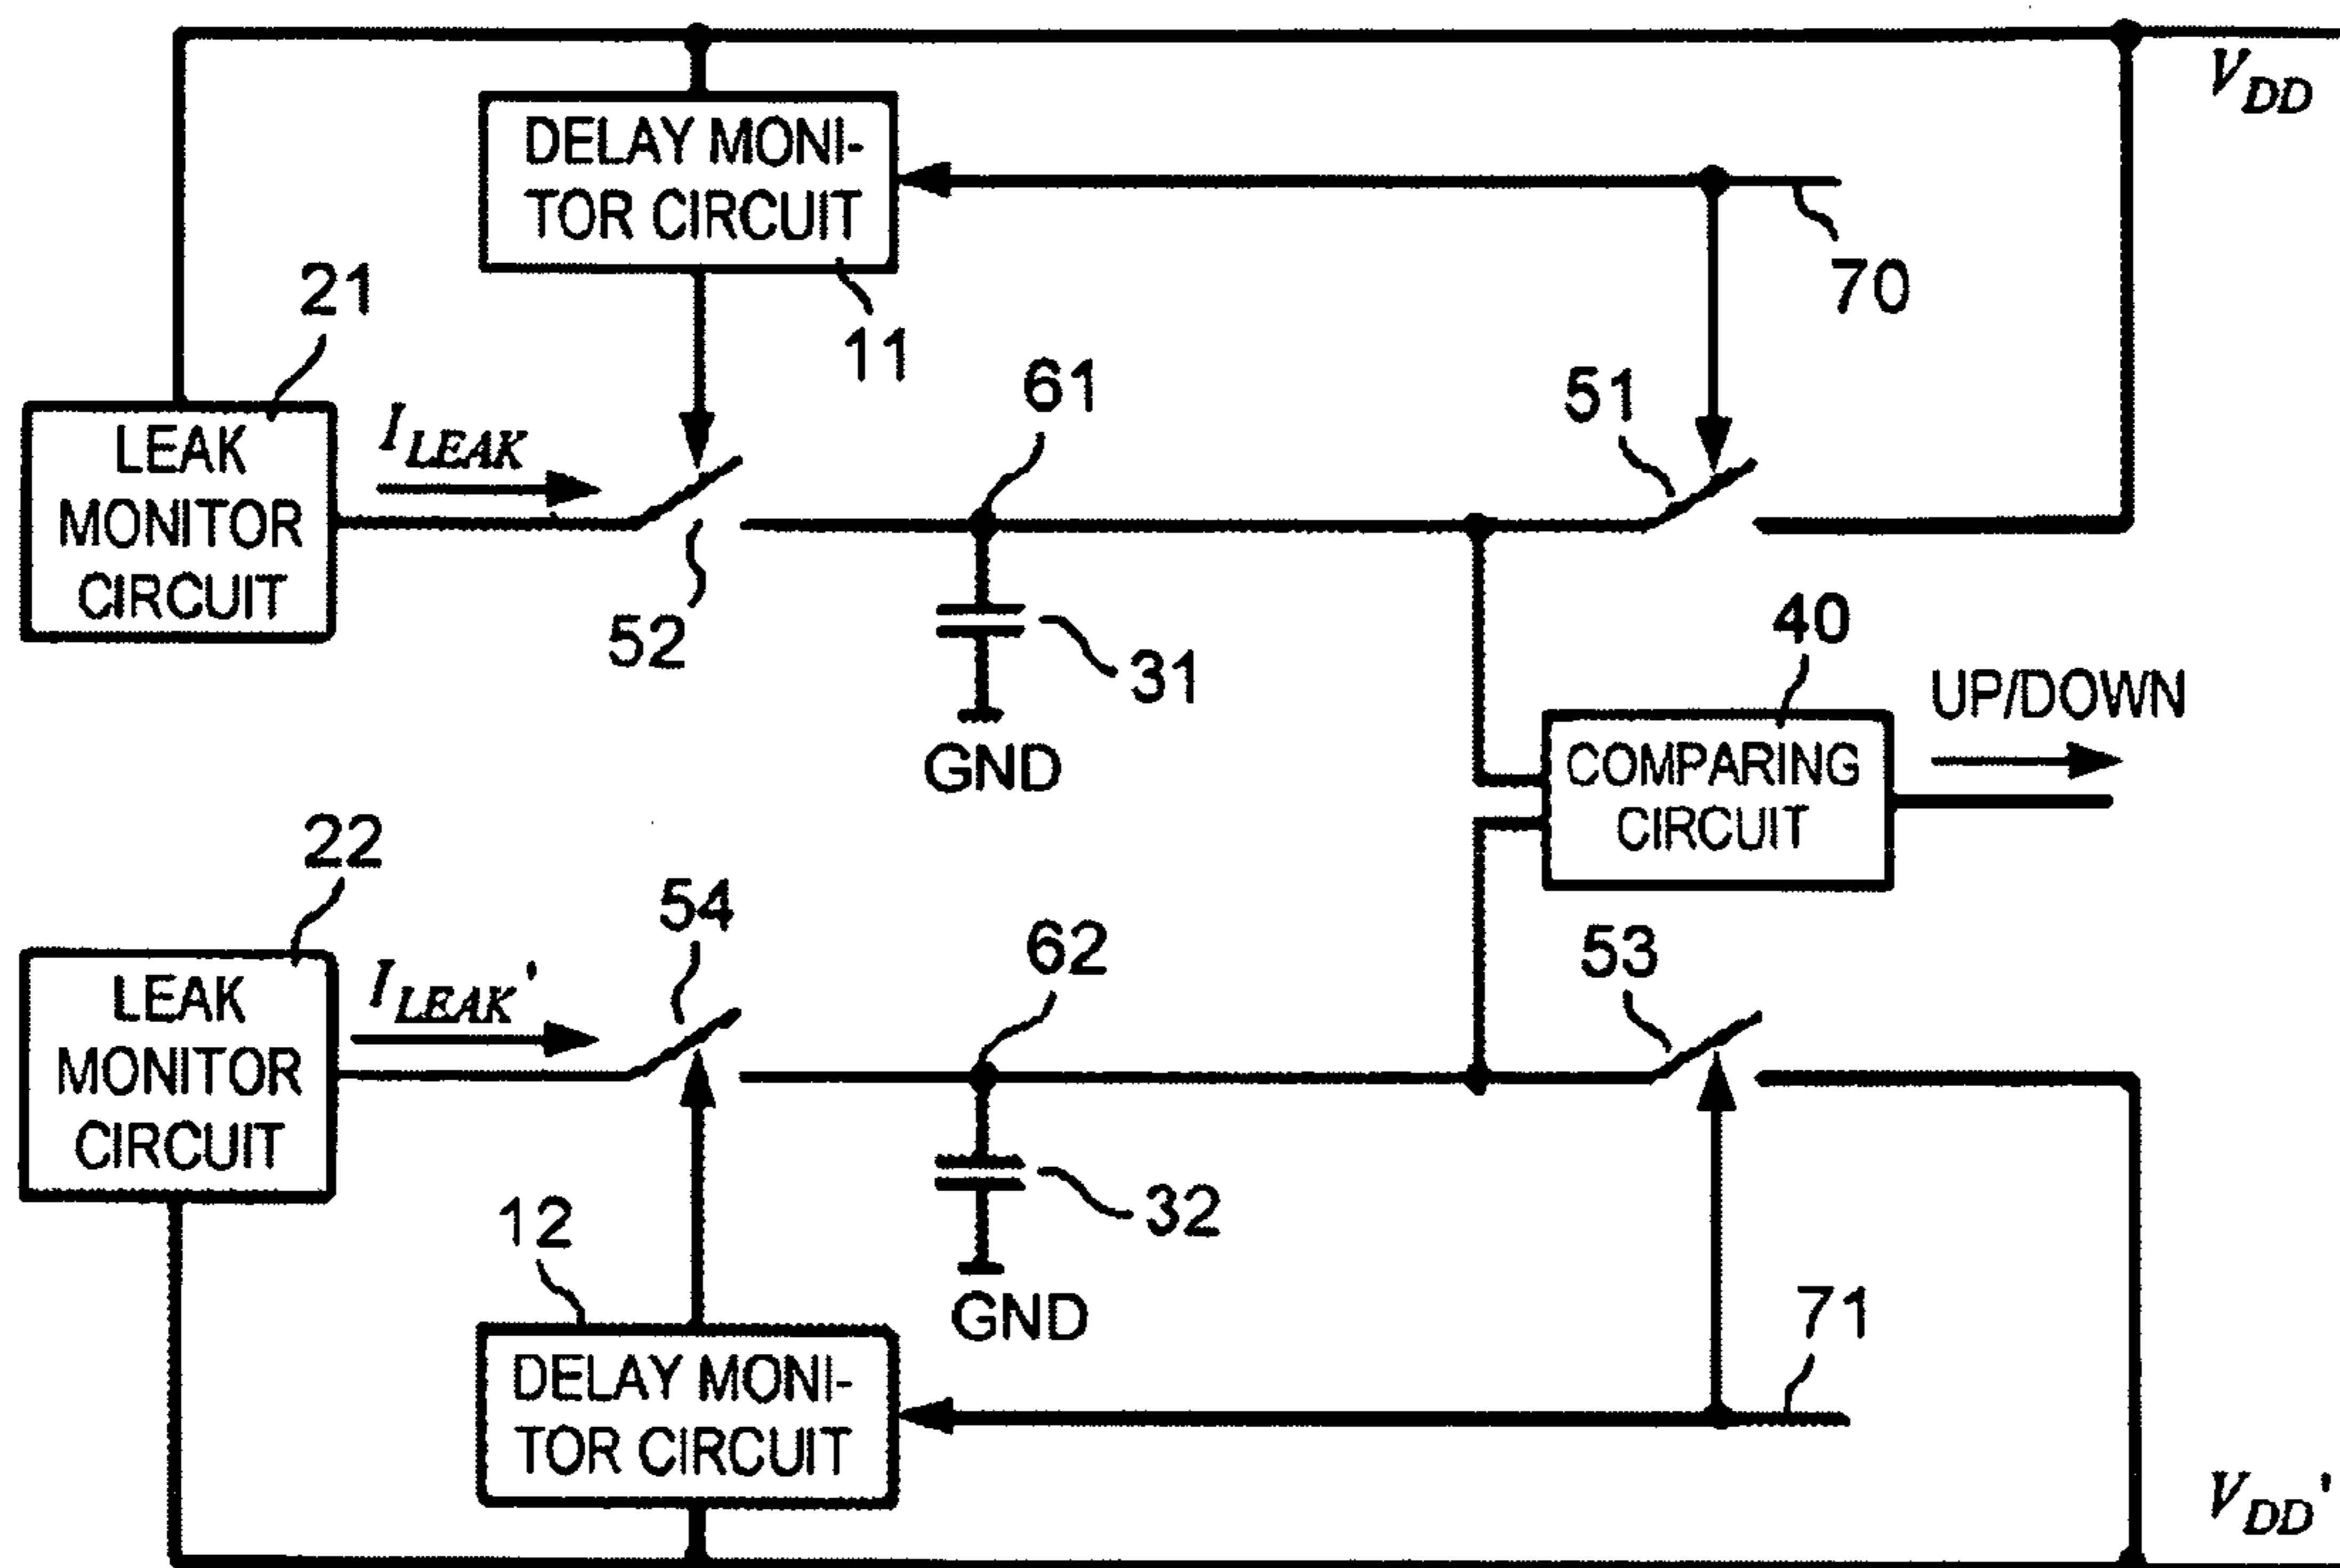 V_DD
DELAY MONI-
TOR CIRCUIT
70
21
11
61
51
I_LEAK
LEAK
MONITOR
CIRCUIT
52
31
40
GND
UP/DOWN
COMPARING
CIRCUIT
22
54
62
53
I_LEAK'
LEAK
MONITOR
CIRCUIT
12
32
GND
71
DELAY MONI-
TOR CIRCUIT
V_DD'